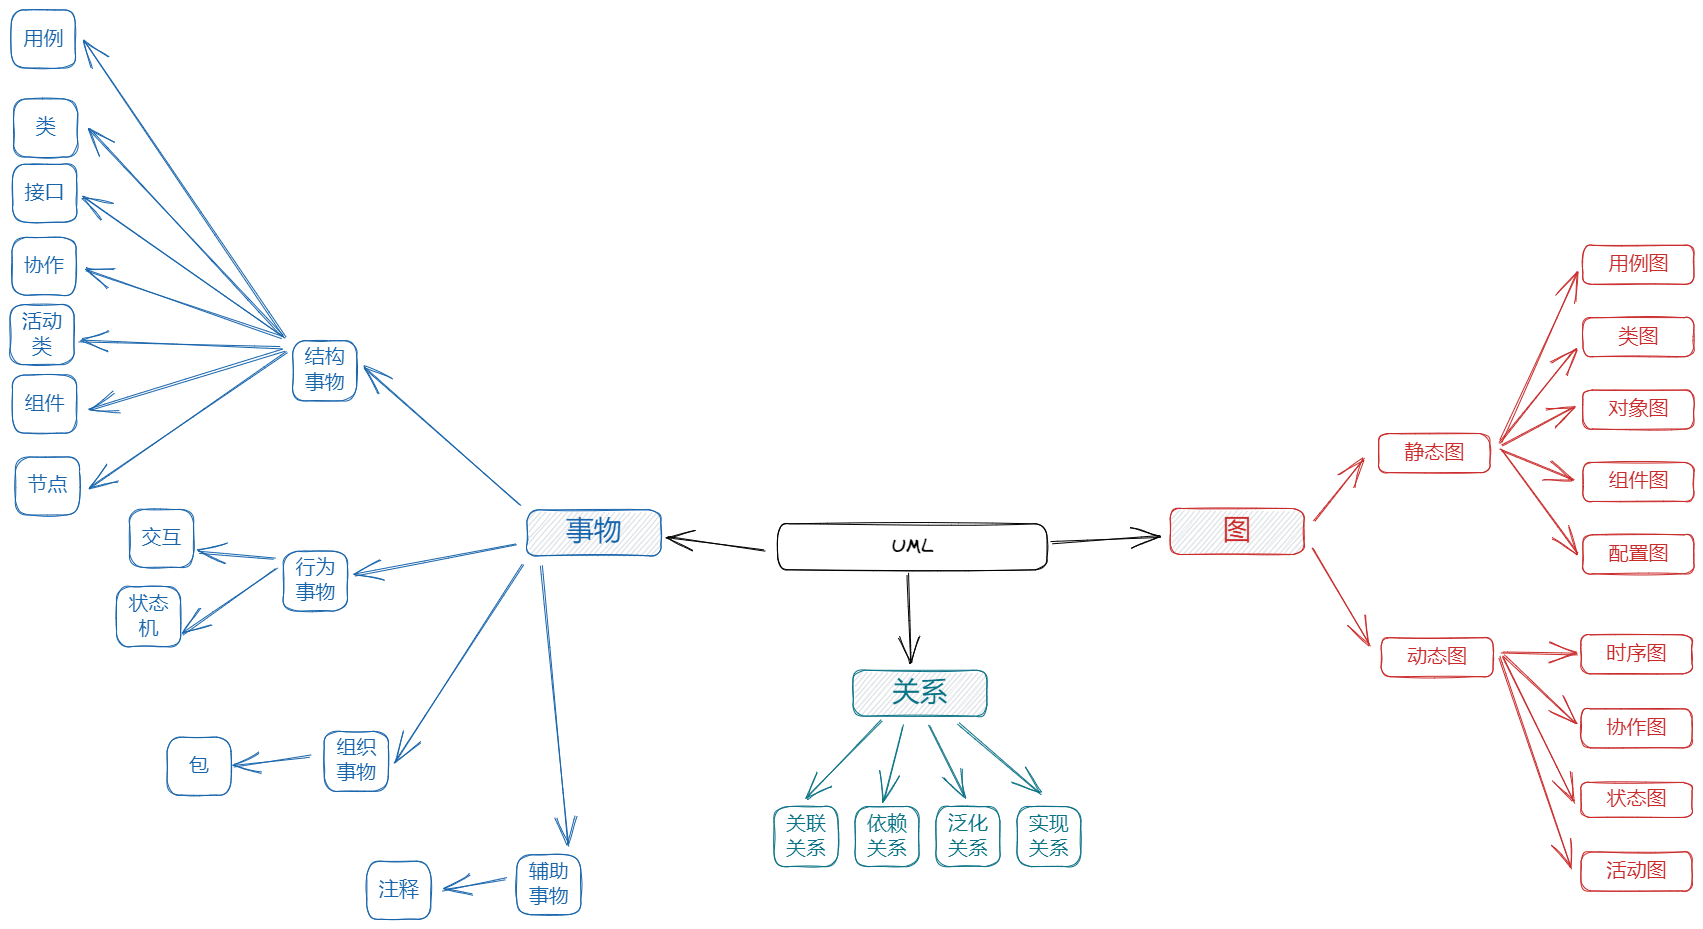 用例
类
接口
协作
活动
类
组件
节点
结构
事物
交互
状态
机
行为
事物
事物
包
组织
事物
注释
辅助
事物
UML
关系
关联
关系
依赖
关系
泛化
关系
实现
关系
图
静态图
用例图
类图
对象图
组件图
配置图
动态图
时序图
协作图
状态图
活动图